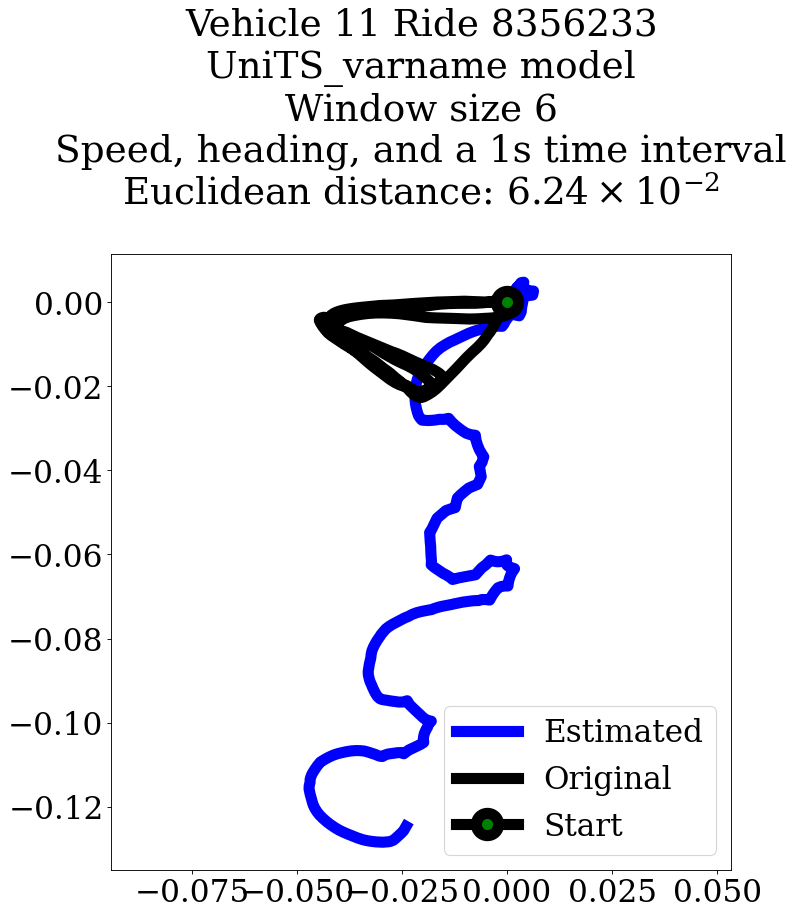 Vehicle 11 Ride 8356233
UniTS_varname model
Window size 6
Speed, heading, and a 1s time interval
Euclidean distance: 6.24 × 10⁻²
0.00
−0.02
−0.04
−0.06
−0.08
−0.10
−0.12
Estimated
Original
Start
−0.075 −0.050 −0.025 0.000 0.025 0.050